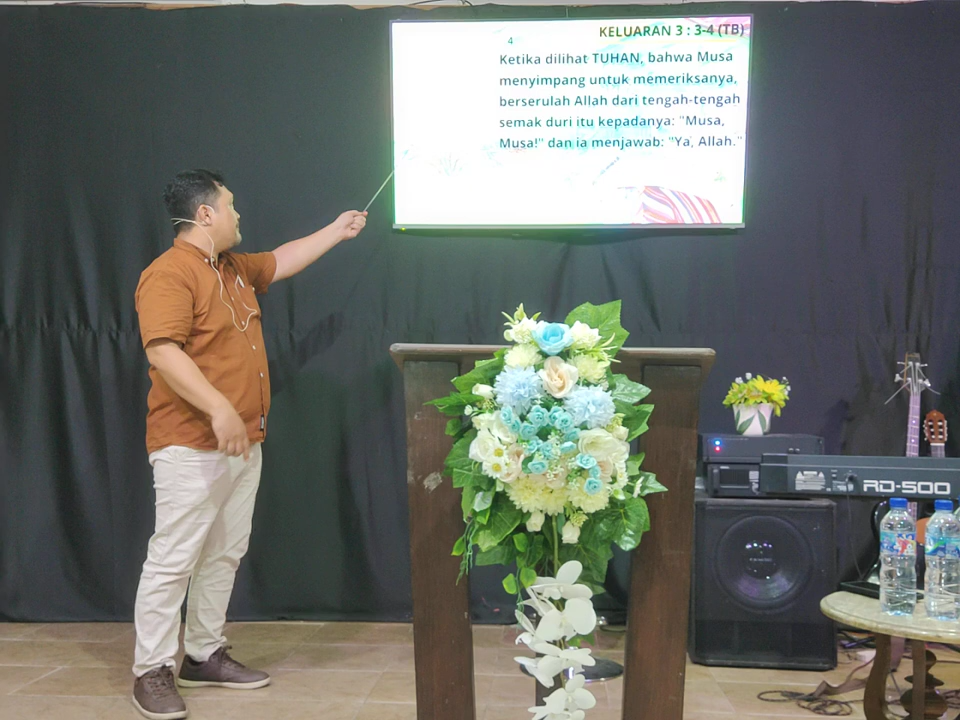 KELUARAN 3 : 3-4 (TB)
4
Ketika dilihat TUHAN, bahwa Musa
menyimpang untuk memeriksanya,
berserulah Allah dari tengah-tengah
semak duri itu kepadanya: "Musa,
Musa!" dan ia menjawab: "Ya, Allah."
RD-500